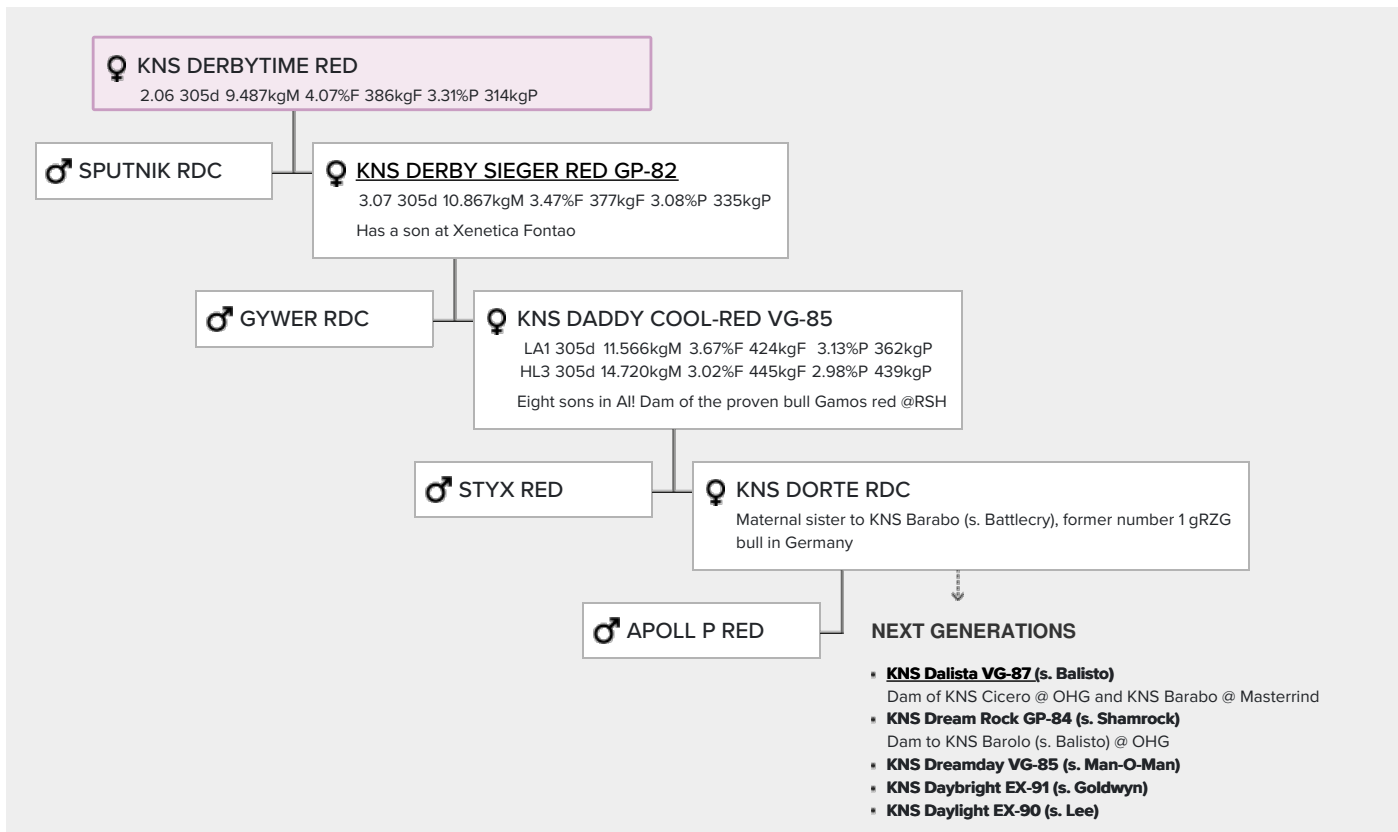 KNS DERBYTIME RED
2.06 305d 9.487kgM 4.07%F 386kgF 3.31%P 314kgP
SPUTNIK RDC
KNS DERBY SIEGER RED GP-82
3.07 305d 10.867kgM 3.47%F 377kgF 3.08%P 335kgP
Has a son at Xenetica Fontao
GYWER RDC
KNS DADDY COOL-RED VG-85
LA1 305d 11.566kgM 3.67%F 424kgF 3.13%P 362kgP
HL3 305d 14.720kgM 3.02%F 445kgF 2.98%P 439kgP
Eight sons in AI! Dam of the proven bull Gamos red @RSH
STYX RED
KNS DORTE RDC
Maternal sister to KNS Barabo (s. Battlecry), former number 1 gRZG
bull in Germany
APOLL P RED
NEXT GENERATIONS
• KNS Dalista VG-87 (s. Balisto)
Dam of KNS Cicero @ OHG and KNS Barabo @ Masterrind
• KNS Dream Rock GP-84 (s. Shamrock)
Dam to KNS Barolo (s. Balisto) @ OHG
• KNS Dreamday VG-85 (s. Man-O-Man)
• KNS Daybright EX-91 (s. Goldwyn)
• KNS Daylight EX-90 (s. Lee)